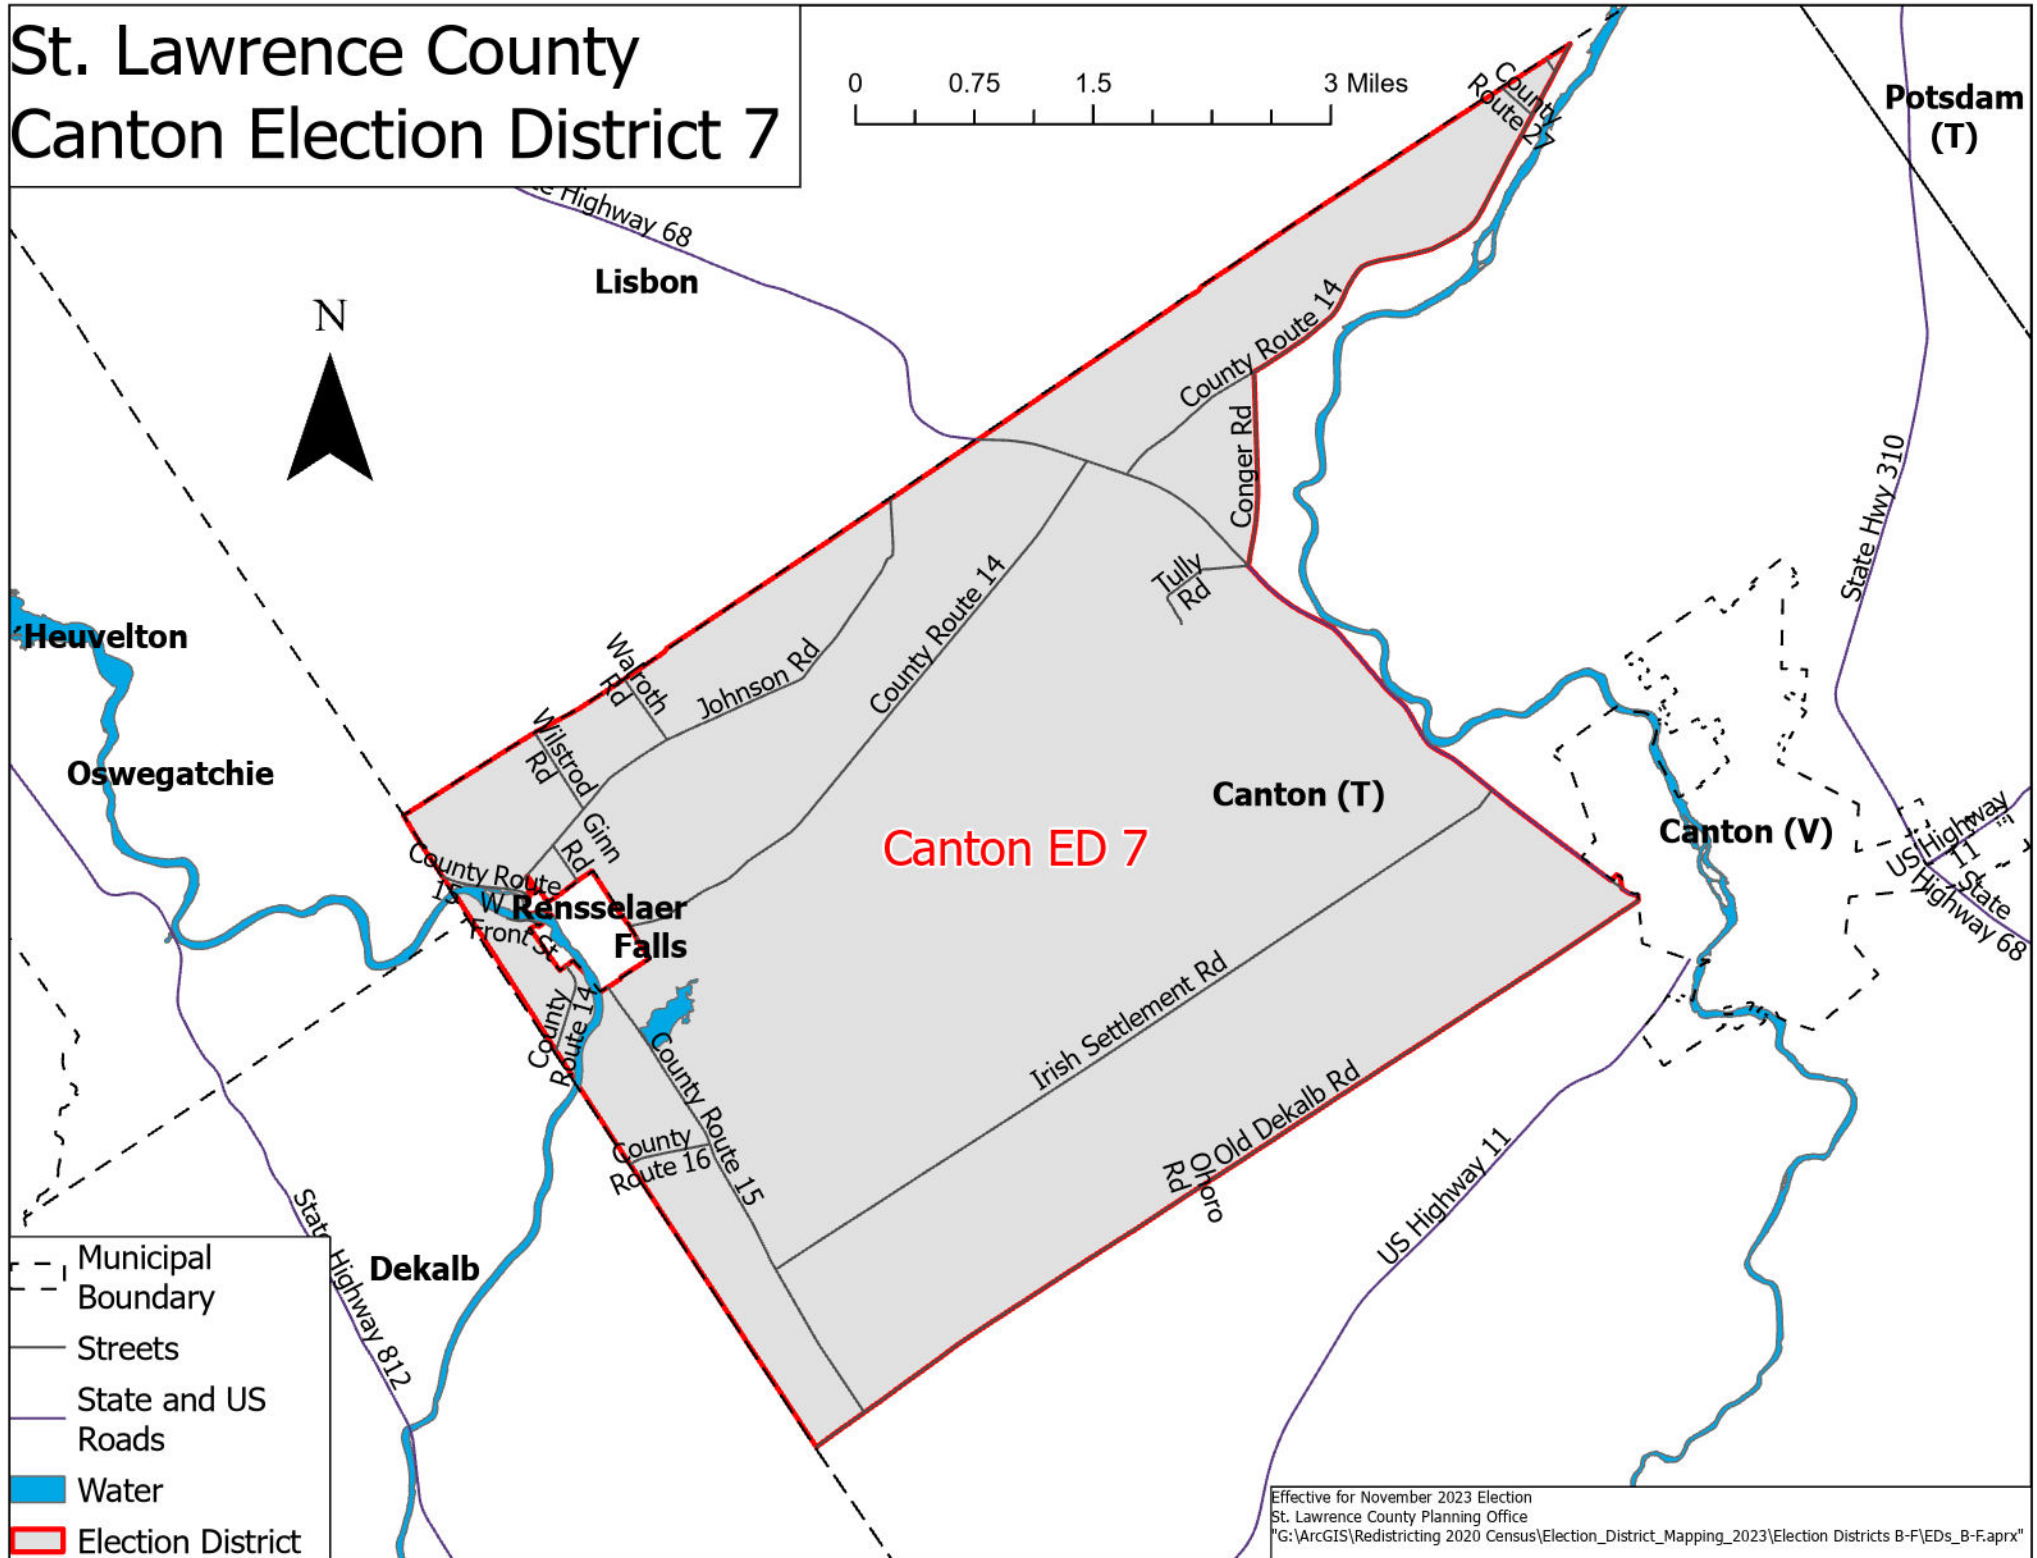 St. Lawrence County
Canton Election District 7
0 0.75 1.5 3 Miles
County
Route 27
Potsdam
(T)
Highway 68
Lisbon
N
County Route 14
Conger Rd
State Hwy 310
Tully
Rd
County Route 14
Heuvelton
Johnson Rd
Rd
Wilstrod
Rd
Oswegatchie
Canton (T)
Canton (V)
US Highway
11
State
Highway 68
US
Canton ED 7
Ginn
Rd
County Route
15
W
Front St
Rensselaer
Falls
County
Route 14
County Route 15
Irish Settlement Rd
Old Dekalb Rd
Ohoro
Rd
County
Route 16
US Highway 11
State Highway 812
Dekalb
Municipal
Boundary
Streets
State and US
Roads
Water
Election District
Effective for November 2023 Election
St. Lawrence County Planning Office
"G:\ArcGIS\Redistricting 2020 Census\Election_District_Mapping_2023\Election Districts B-F\EDs_B-F.aprx"